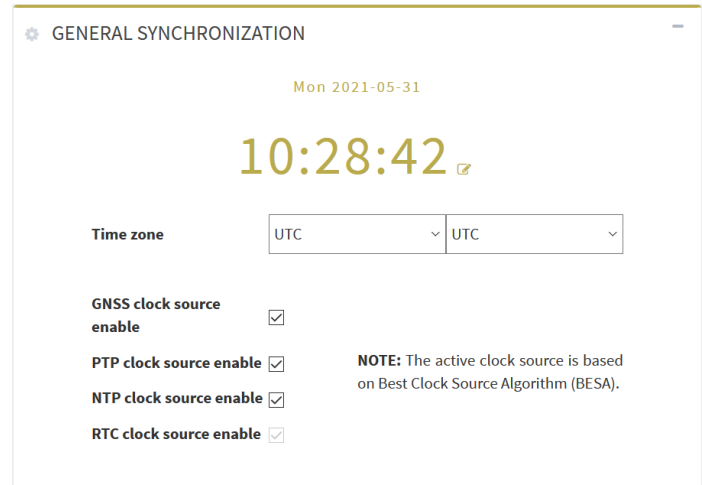 GENERAL SYNCHRONIZATION
Mon 2021-05-31
10:28:42
Time zone UTC UTC
GNSS clock source
enable
PTP clock source enable
NOTE: The active clock source is based
on Best Clock Source Algorithm (BESA).
NTP clock source enable
RTC clock source enable